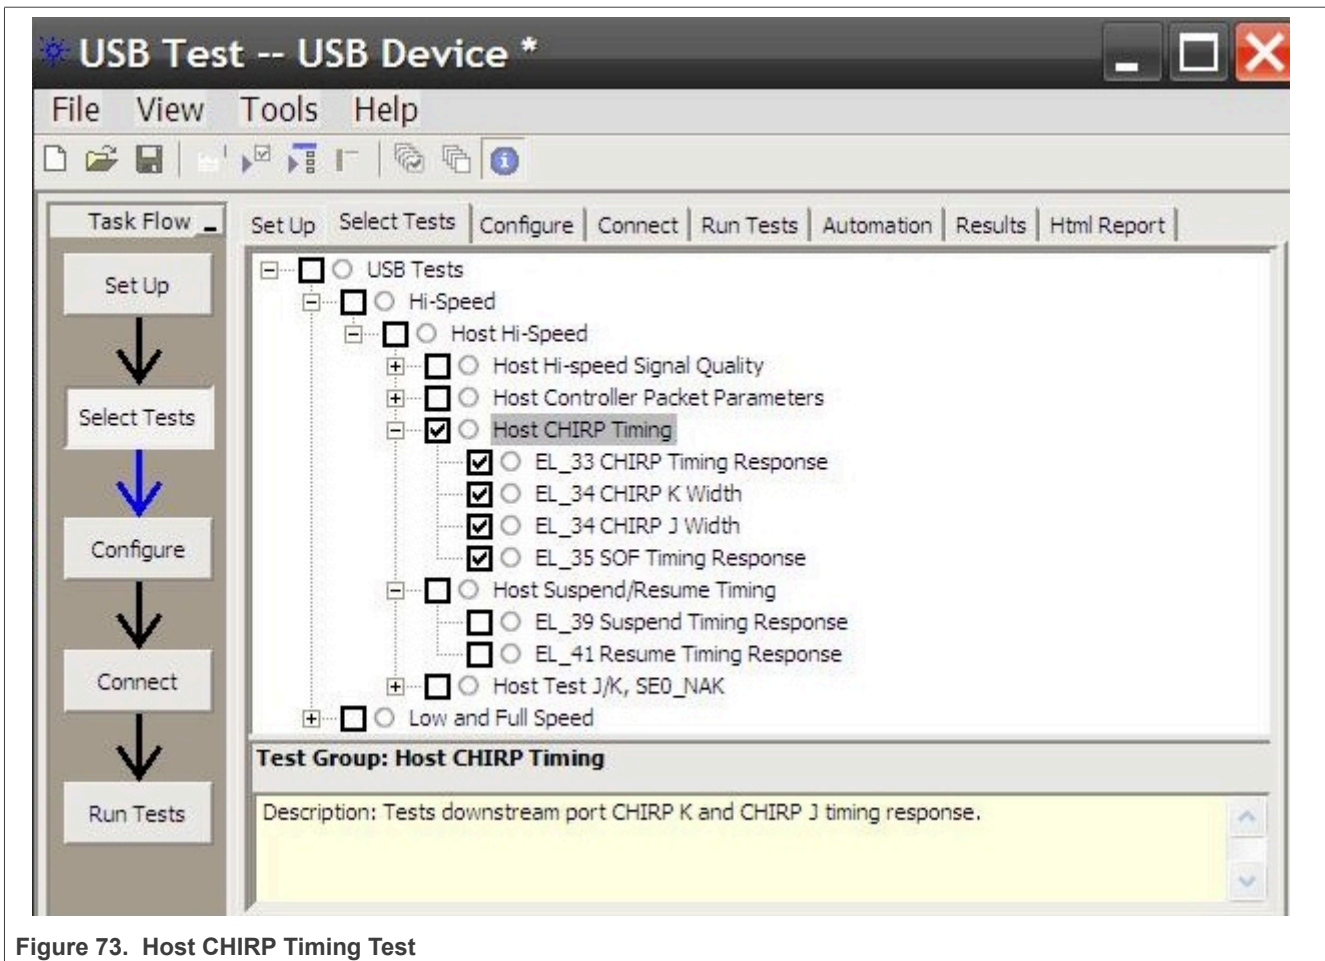 USB Test -- USB Device *
File View Tools Help
Task Flow
Set Up Select Tests Configure Connect Run Tests Automation Results Html Report
Set Up
Select Tests
Configure
Connect
Run Tests
USB Tests
Hi-Speed
Host Hi-Speed
Host Hi-speed Signal Quality
Host Controller Packet Parameters
Host CHIRP Timing
EL_33 CHIRP Timing Response
EL_34 CHIRP K Width
EL_34 CHIRP J Width
EL_35 SOF Timing Response
Host Suspend/Resume Timing
EL_39 Suspend Timing Response
EL_41 Resume Timing Response
Host Test J/K, SE0_NAK
Low and Full Speed
Test Group: Host CHIRP Timing
Description: Tests downstream port CHIRP K and CHIRP J timing response.
Figure 73. Host CHIRP Timing Test